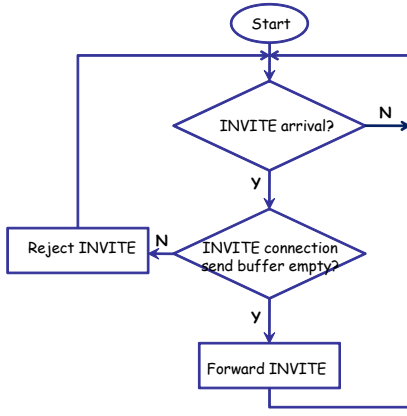 Start
INVITE arrival?
N
Y
INVITE connection
send buffer empty?
N
Reject INVITE
Y
Forward INVITE